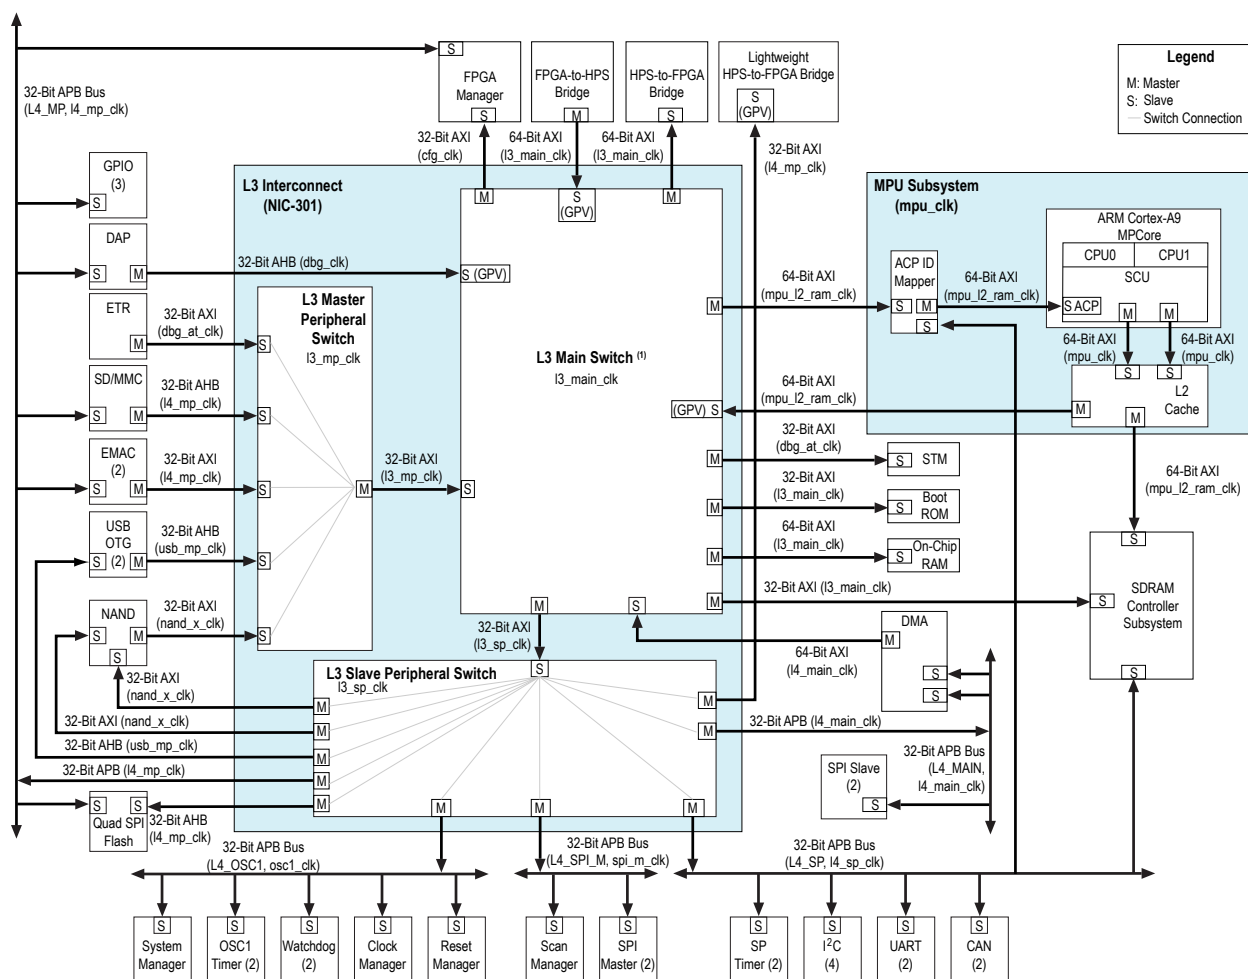 32-Bit APB Bus
(L4_MP, l4_mp_clk)
S
FPGA
Manager
S
FPGA-to-HPS
Bridge
M
HPS-to-FPGA
Bridge
S
Lightweight
HPS-to-FPGA Bridge
S
(GPV)
Legend
M: Master
S: Slave
Switch Connection
32-Bit AXI
(cfg_clk)
64-Bit AXI
(l3_main_clk)
64-Bit AXI
(l3_main_clk)
32-Bit AXI
(l4_mp_clk)
GPIO
(3)
S
DAP
S
M
32-Bit AHB (dbg_clk)
ETR
M
32-Bit AXI
(dbg_at_clk)
SD/MMC
S
M
32-Bit AHB
(l4_mp_clk)
EMAC
(2)
S
M
32-Bit AXI
(l4_mp_clk)
USB
OTG
(2)
S
M
32-Bit AHB
(usb_mp_clk)
NAND
S
M
S
32-Bit AXI
(nand_x_clk)
L3 Interconnect
(NIC-301)
M
S
(GPV)
M
S (GPV)
L3 Master
Peripheral
Switch
l3_mp_clk
S
S
S
S
S
M
32-Bit AXI
(l3_mp_clk)
S
L3 Main Switch (1)
l3_main_clk
M
(GPV) S
M
M
M
M
M
S
64-Bit AXI
(mpu_l2_ram_clk)
MPU Subsystem
(mpu_clk)
ACP ID
Mapper
S
M
S
64-Bit AXI
(mpu_l2_ram_clk)
ARM Cortex-A9
MPCore
CPU0
CPU1
SCU
S ACP
M
M
64-Bit AXI
(mpu_clk)
64-Bit AXI
(mpu_clk)
S
S
L2
Cache
M
M
64-Bit AXI
(mpu_l2_ram_clk)
32-Bit AXI
(dbg_at_clk)
S
STM
32-Bit AXI
(l3_main_clk)
S
Boot
ROM
64-Bit AXI
(l3_main_clk)
S
On-Chip
RAM
32-Bit AXI (l3_main_clk)
64-Bit AXI
(mpu_l2_ram_clk)
S
S
SDRAM
Controller
Subsystem
S
DMA
M
S
S
64-Bit AXI
(l4_main_clk)
32-Bit AXI
(l3_sp_clk)
L3 Slave Peripheral Switch
l3_sp_clk
S
M
M
M
M
M
M
M
M
M
M
32-Bit AXI
(nand_x_clk)
32-Bit AXI (nand_x_clk)
32-Bit AHB (usb_mp_clk)
32-Bit APB (l4_mp_clk)
S
S
Quad SPI
Flash
32-Bit AHB
(l4_mp_clk)
32-Bit APB (l4_main_clk)
32-Bit APB Bus
(L4_MAIN,
l4_main_clk)
SPI Slave
(2)
S
32-Bit APB Bus
(L4_OSC1, osc1_clk)
32-Bit APB Bus
(L4_SPI_M, spi_m_clk)
32-Bit APB Bus
(L4_SP, l4_sp_clk)
S
System
Manager
S
OSC1
Timer (2)
S
Watchdog
(2)
S
Clock
Manager
S
Reset
Manager
S
Scan
Manager
S
SPI
Master (2)
S
SP
Timer (2)
S
I2C
(4)
S
UART
(2)
S
CAN
(2)